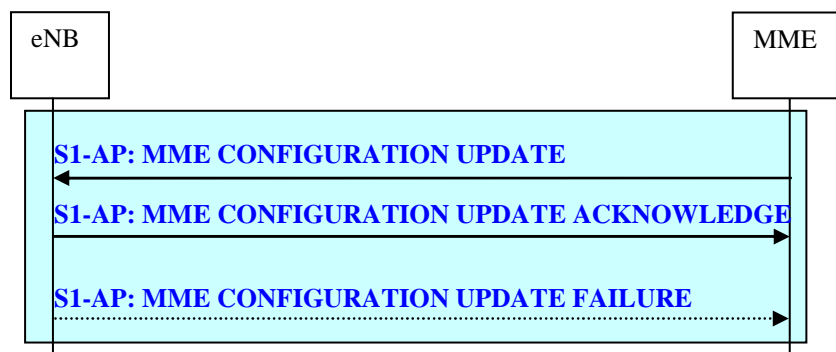 eNB
MME
S1-AP: MME CONFIGURATION UPDATE
S1-AP: MME CONFIGURATION UPDATE ACKNOWLEDGE
S1-AP: MME CONFIGURATION UPDATE FAILURE